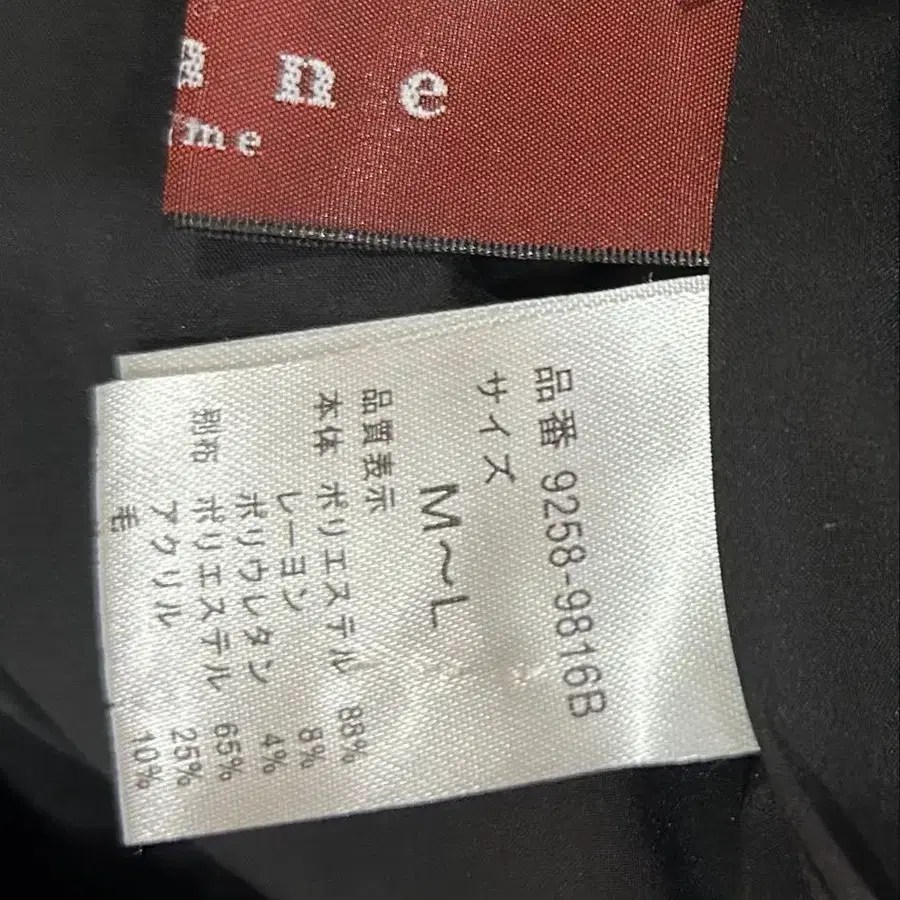 n n e
me
品番 9258-9816B
サイズ
M～L
品質表示
本体 ポリエステル 88%
レーヨン 8%
ポリウレタン 4%
別布 ポリエステル 65%
アクリル 25%
毛 10%